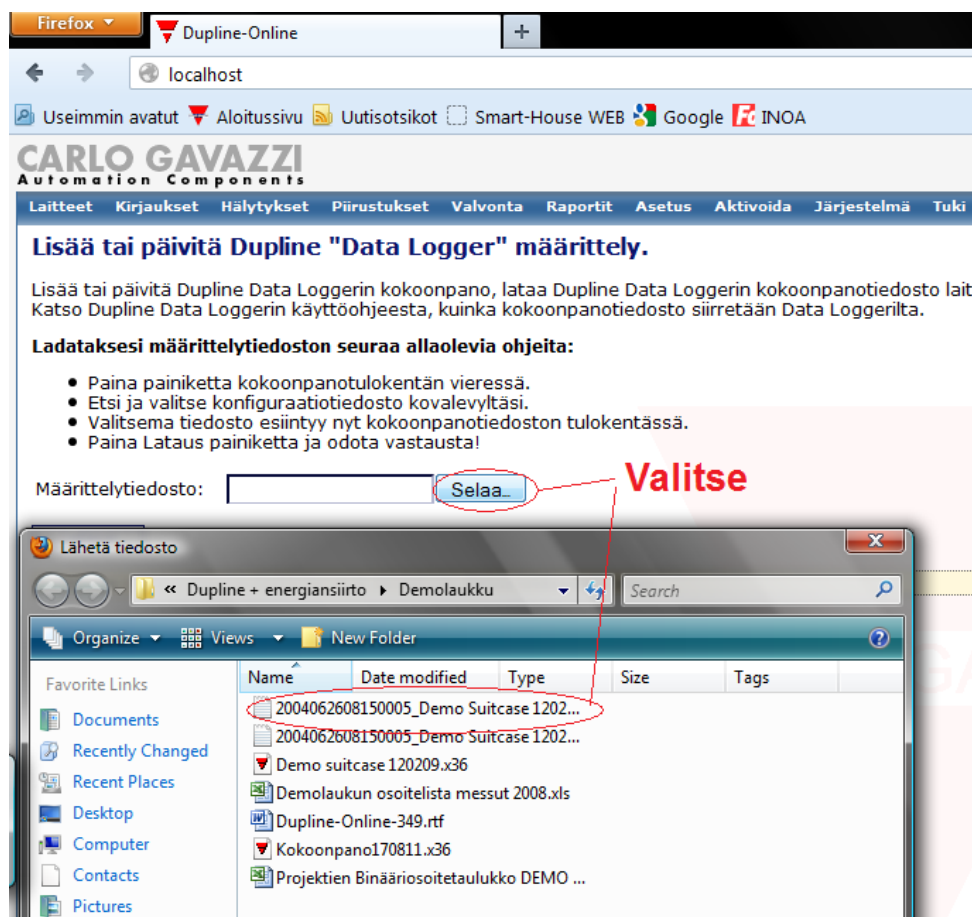 Firefox
Dupline-Online
localhost
Useimmin avatut Aloitussivu Uutisotsikot Smart-House WEB Google INOA
CARLO GAVAZZI
Automation Components
Laitteet Kirjaukset Hälytykset Piirustukset Valvonta Raportit Asetus Aktivoida Järjestelmä Tuki
Lisää tai päivitä Dupline "Data Logger" määrittely.
Lisää tai päivitä Dupline Data Loggerin kokoonpano, lataa Dupline Data Loggerin kokoonpanotiedosto lait
Katso Dupline Data Loggerin käyttöohjeesta, kuinka kokoonpanotiedosto siirretään Data Loggerilta.
Ladataksesi määrittelytiedoston seuraa allaolevia ohjeita:
• Paina painiketta kokoonpanotulokentän vieressä.
• Etsi ja valitse konfiguraatiotiedosto kovalevyltäsi.
• Valitsema tiedosto esiintyy nyt kokoonpanotiedoston tulokentässä.
• Paina Lataus painiketta ja odota vastausta!
Määrittelytiedosto: Selaa... Valitse
Lähetä tiedosto
« Dupline + energiansiirto Demolaukku Search
Organize Views New Folder
Favorite Links
Documents
Recently Changed
Recent Places
Desktop
Computer
Contacts
Pictures
Name Date modified Type Size Tags
2004062608150005_Demo Suitcase 1202...
2004062608150005_Demo Suitcase 1202...
Demo suitcase 120209.x36
Demolaukun osoitelista messut 2008.xls
Dupline-Online-349.rtf
Kokoonpano170811.x36
Projektien Binääriosoitetaulukko DEMO ...